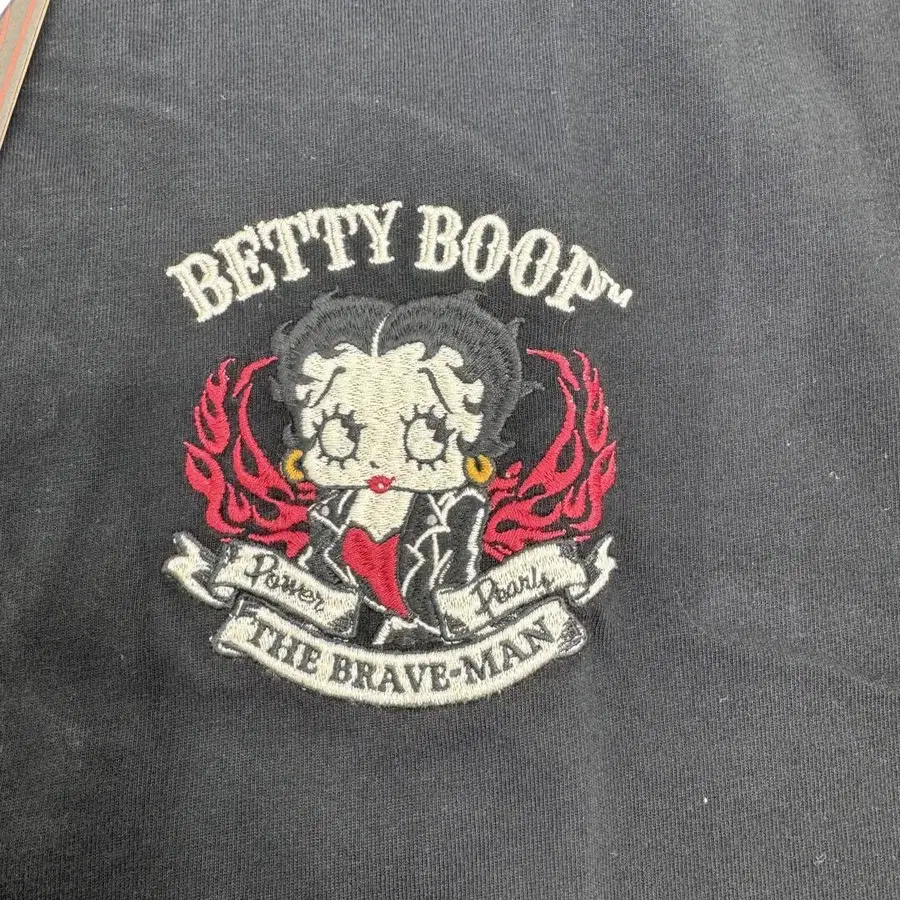 BETTY BOOP™
Power Pearls
THE BRAVE-MAN